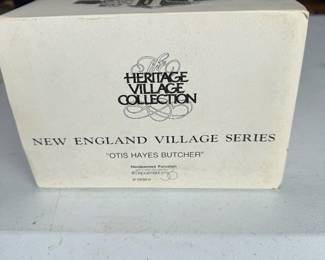 The
HERITAGE
VILLAGE
COLLECTION
NEW ENGLAND VILLAGE SERIES
"OTIS HAYES BUTCHER"
Handpainted Porcelain